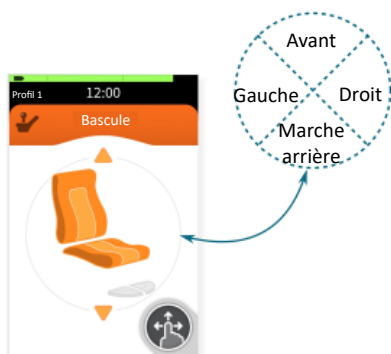 Profil 1
12:00
Bascule
Avant
Gauche
Droit
Marche
arrière